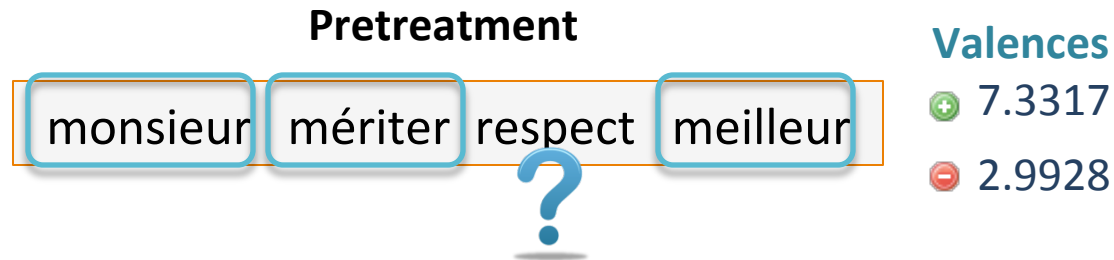 Pretreatment
Valences
monsieur mériter respect meilleur
7.3317
2.9928
?